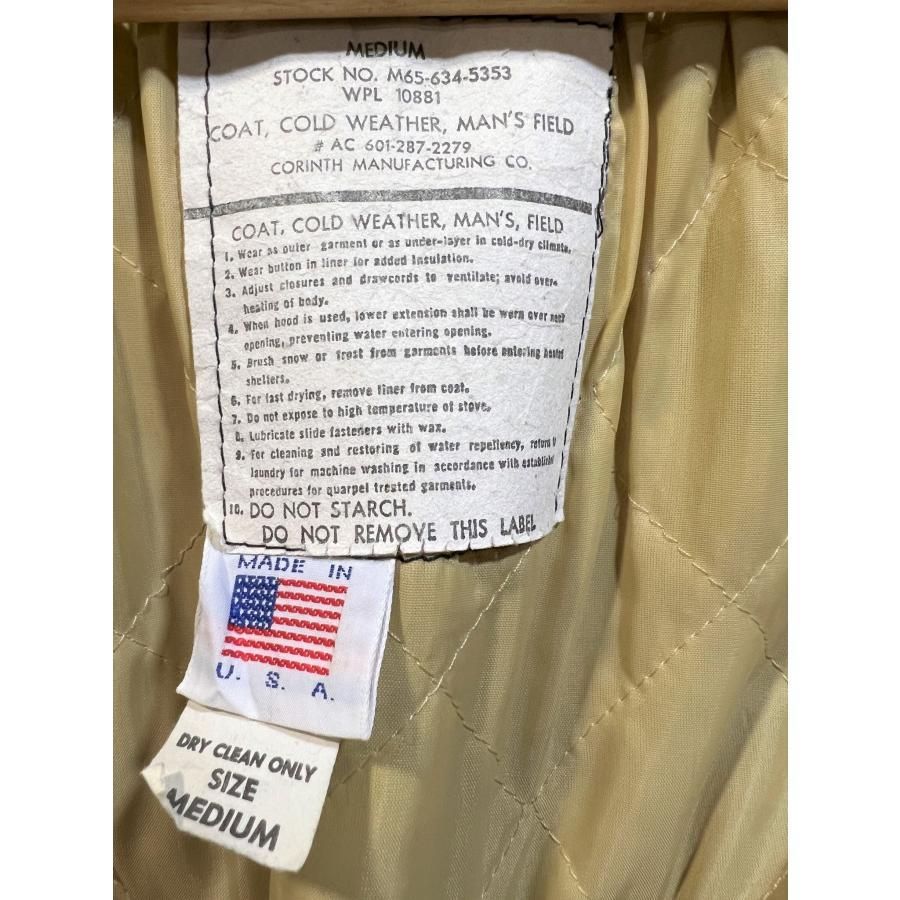 MEDIUM
STOCK NO. M65-634-5353
WPL 10881
COAT, COLD WEATHER, MAN'S FIELD
# AC 601-287-2279
CORINTH MANUFACTURING CO.
COAT, COLD WEATHER, MAN'S, FIELD
1. Wear as outer garment or as under-layer in cold-dry climate.
2. Wear button in liner for added insulation.
3. Adjust closures and drawcords to ventilate; avoid over-
heating of body.
4. When hood is used, lower extension shall be worn over neck
opening, preventing water entering opening.
5. Brush snow or frost from garments before entering heated
shelters.
6. For fast drying, remove liner from coat.
7. Do not expose to high temperature of stove.
8. Lubricate slide fasteners with wax.
9. For cleaning and restoring of water repellency, return to
laundry for machine washing in accordance with established
procedures for quarpel treated garments.
10. DO NOT STARCH.
DO NOT REMOVE THIS LABEL
MADE IN
U. S. A.
DRY CLEAN ONLY
SIZE
MEDIUM